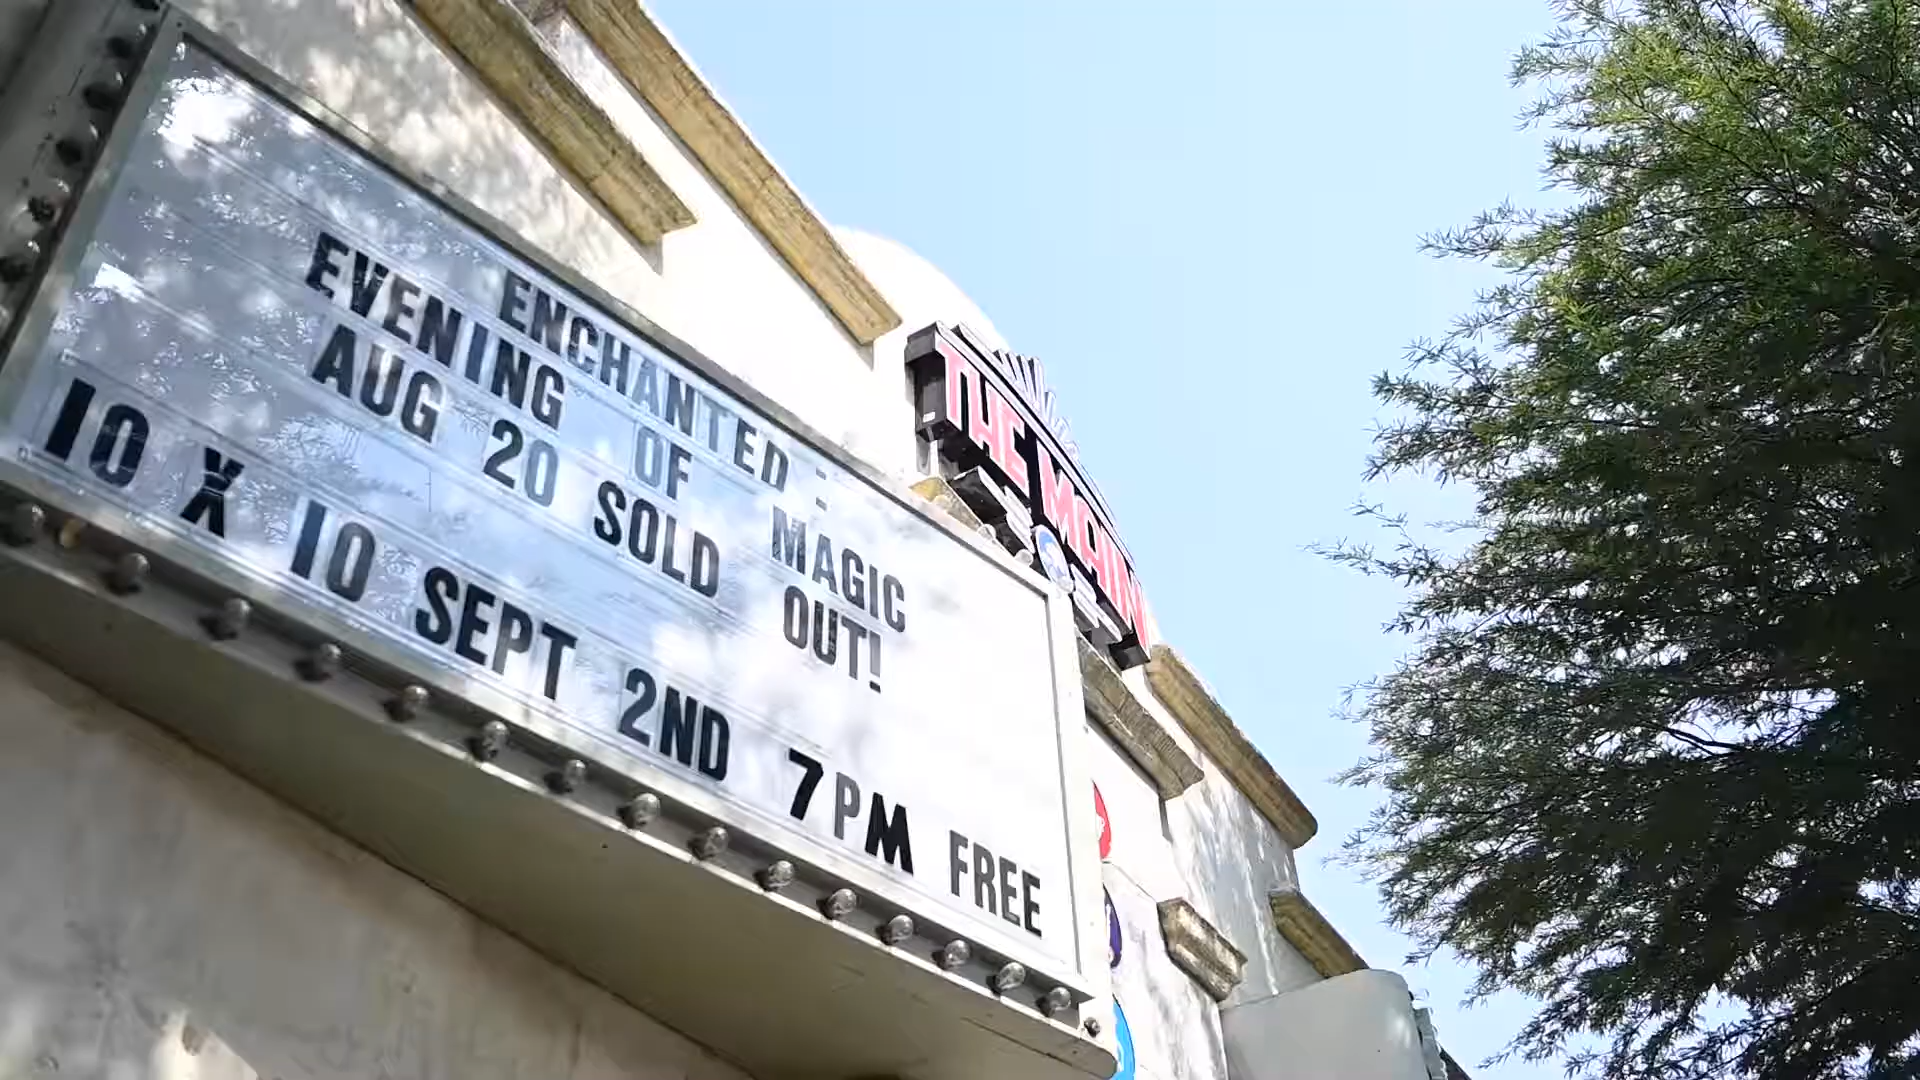 ENCHANTED :
EVENING OF MAGIC
AUG 20 SOLD OUT!
10 X 10 SEPT 2ND 7PM FREE
THE MAIN